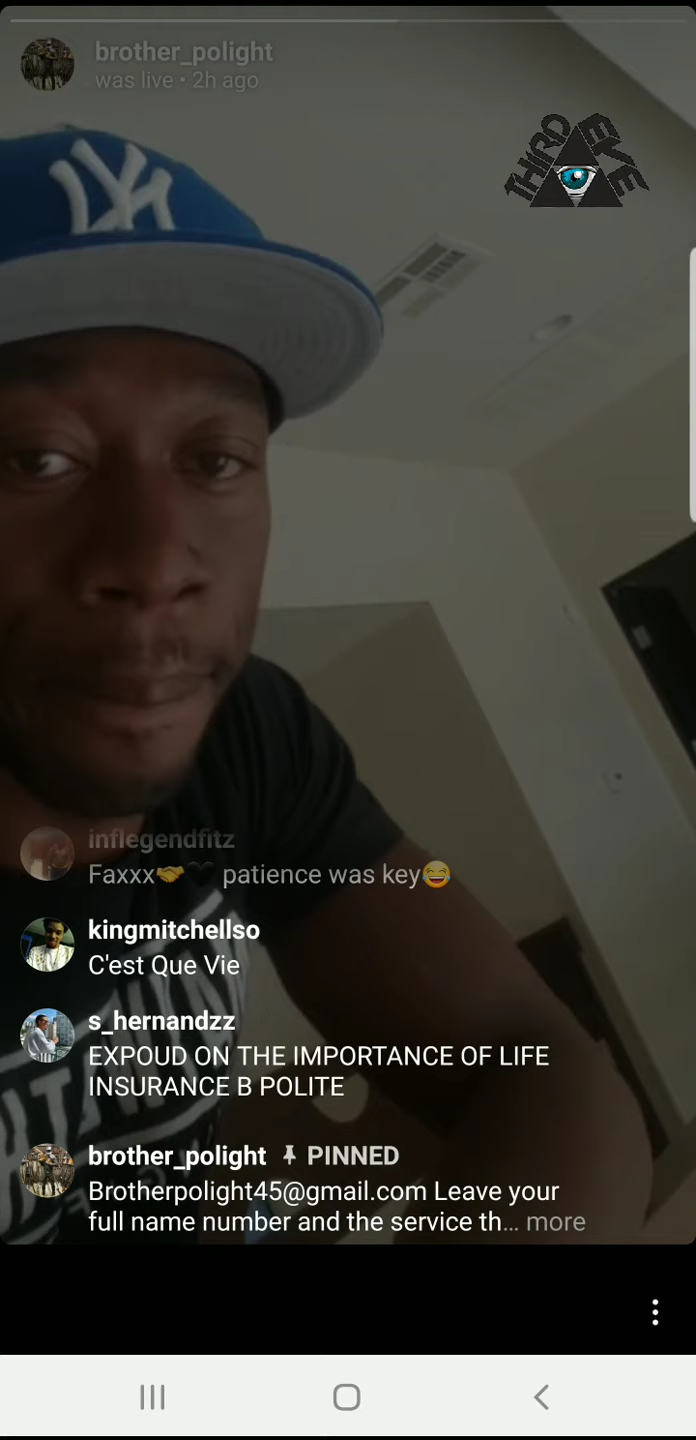 brother_polight
was live • 2h ago
THIRD EYE
inflegendfitz
Faxxx🤝🖤 patience was key😂
kingmitchellso
C'est Que Vie
s_hernandzz
EXPOUD ON THE IMPORTANCE OF LIFE
INSURANCE B POLITE
brother_polight PINNED
Brotherpolight45@gmail.com Leave your
full name number and the service th... more